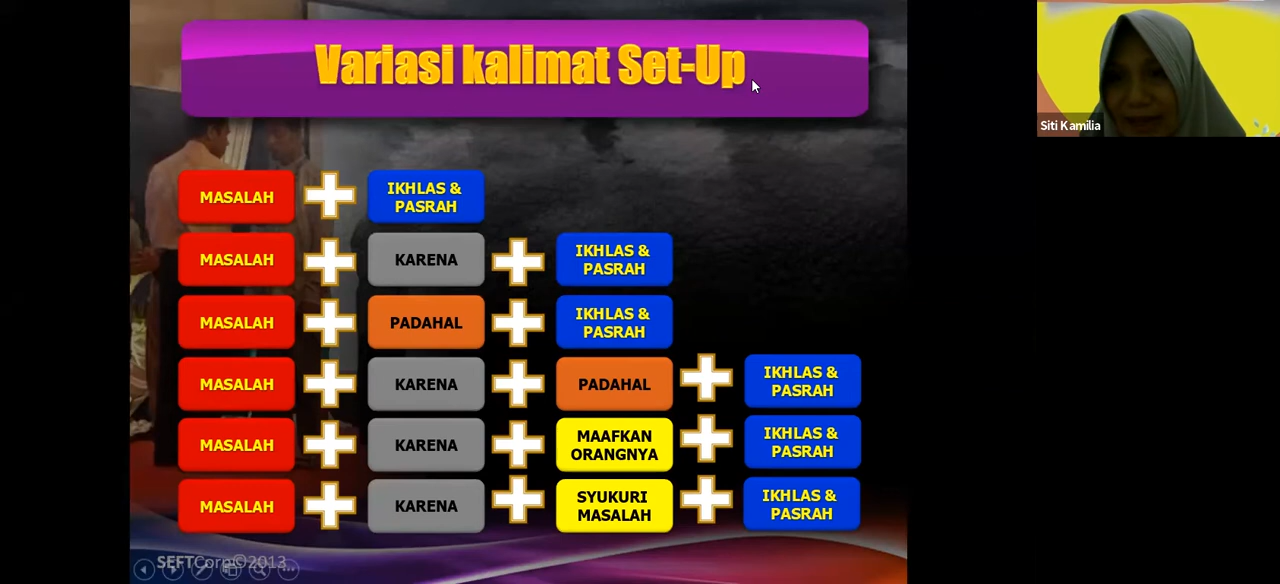 Variasi kalimat Set-Up
Siti Kamilia
MASALAH
IKHLAS &
PASRAH
MASALAH
KARENA
IKHLAS &
PASRAH
MASALAH
PADAHAL
IKHLAS &
PASRAH
MASALAH
KARENA
PADAHAL
IKHLAS &
PASRAH
MASALAH
KARENA
MAAFKAN
ORANGNYA
IKHLAS &
PASRAH
MASALAH
KARENA
SYUKURI
MASALAH
IKHLAS &
PASRAH
SEFTCorp©2013